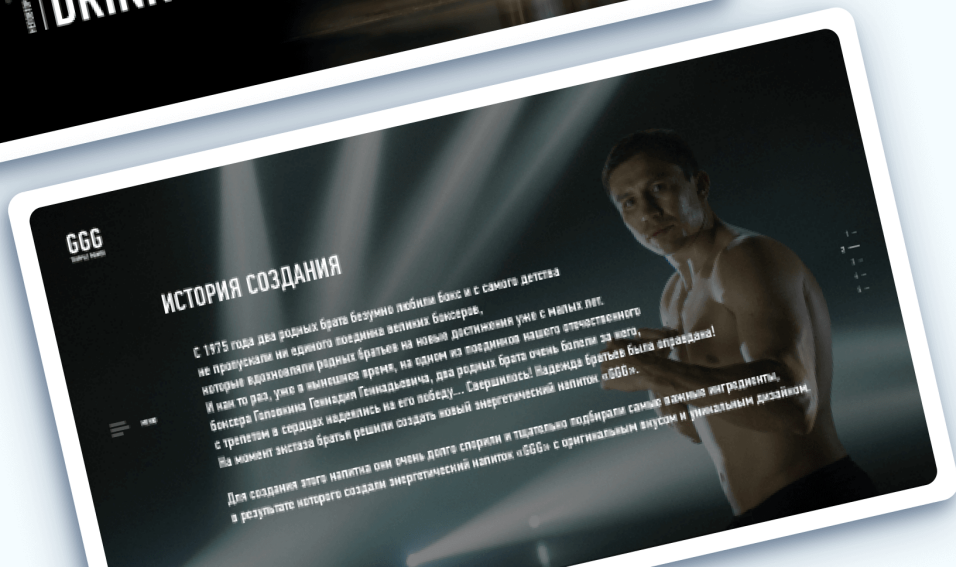 DRINK
GGG
ИСТОРИЯ СОЗДАНИЯ
С 1975 года два родных брата безумно любили бокс и с самого детства
не пропускали ни единого поединка великих боксеров,
которые вдохновляли родных братьев на новые достижения уже с малых лет.
И как то раз, уже в нынешнее время, на одном из поединков нашего отечественного
боксера Головкина Геннадия Геннадьевича, два родных брата очень болели за него,
с трепетом в сердцах надеялись на его победу... Свершилось! Надежда братьев была оправдана!
На момент экстаза братья решили создать новый энергетический напиток «GGG».
Для создания этого напитка они очень долго спорили и тщательно подбирали самые важные ингредиенты,
в результате которого создали энергетический напиток «GGG» с оригинальным вкусом и уникальным дизайном.